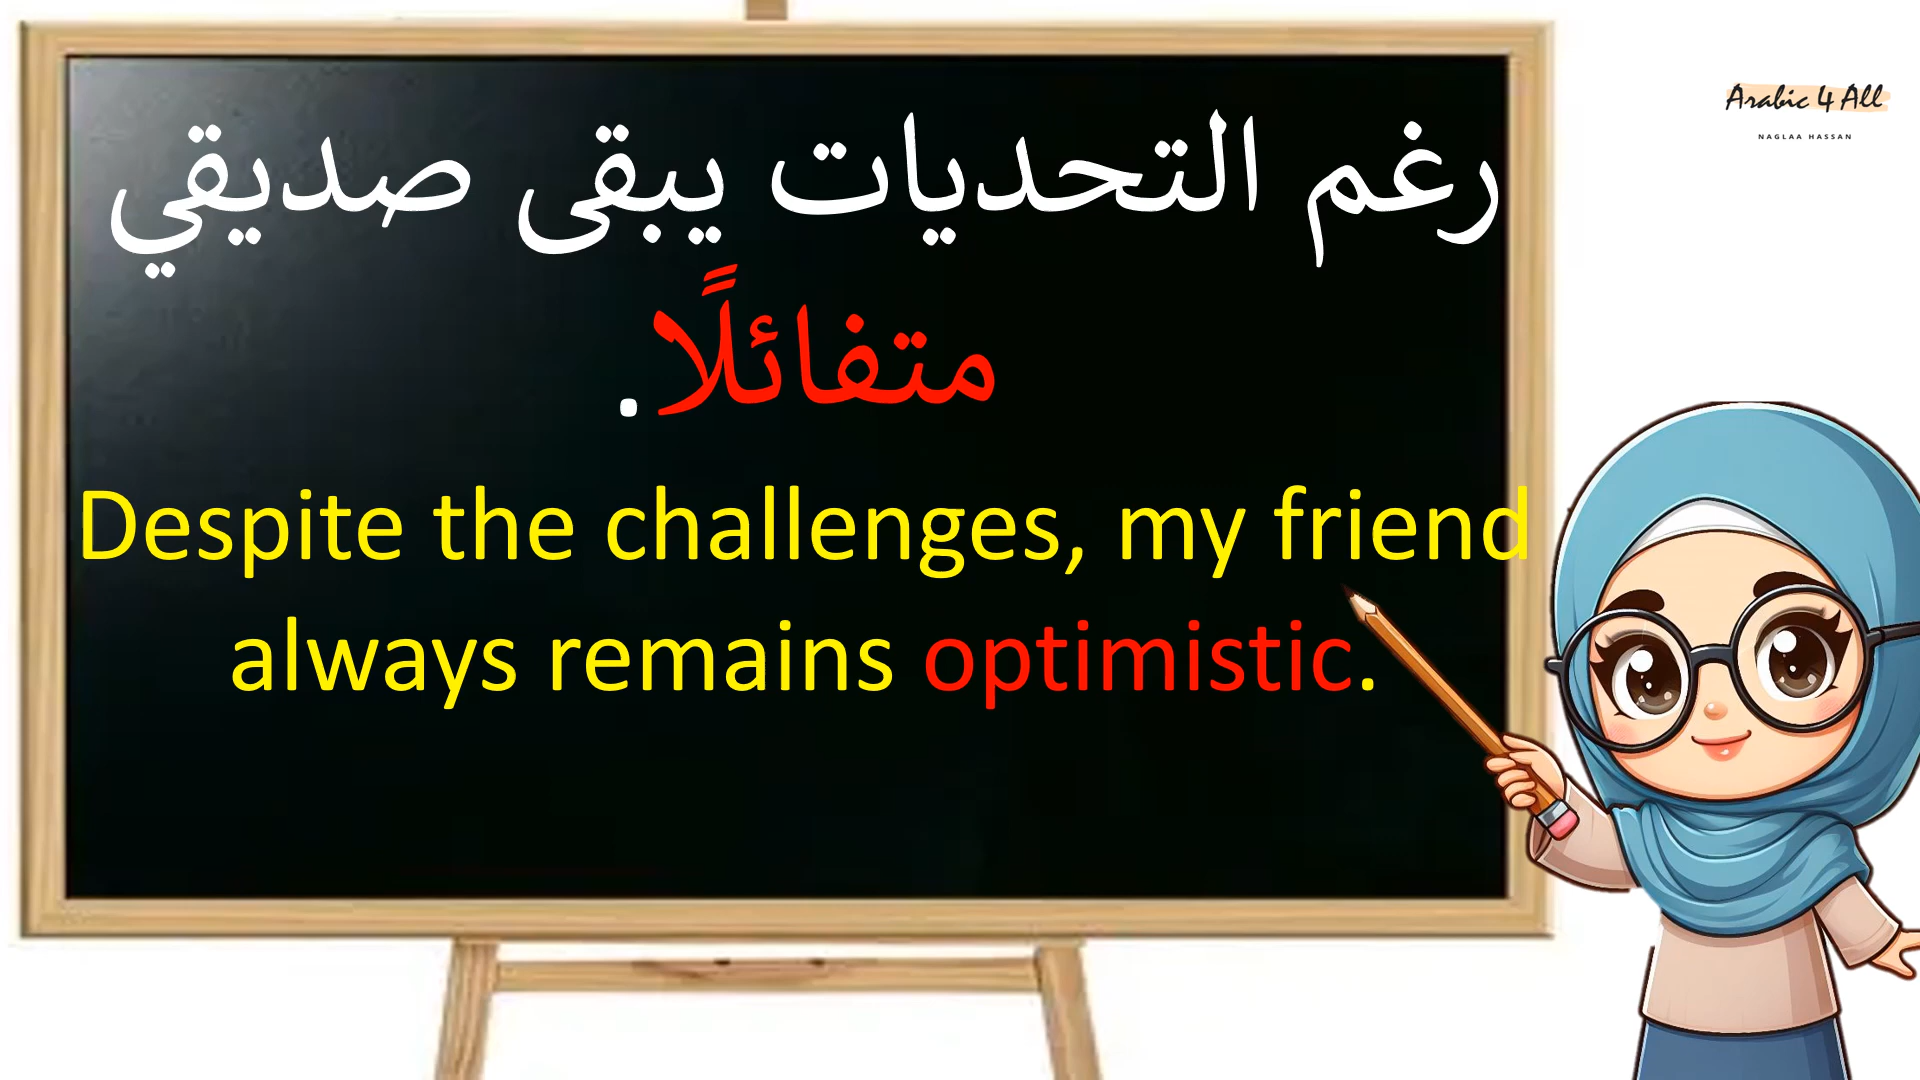 رغم التحديات يبقى صديقي
متفائلًا.
Despite the challenges, my friend
always remains optimistic.
Arabic 4 All
NAGLAA HASSAN